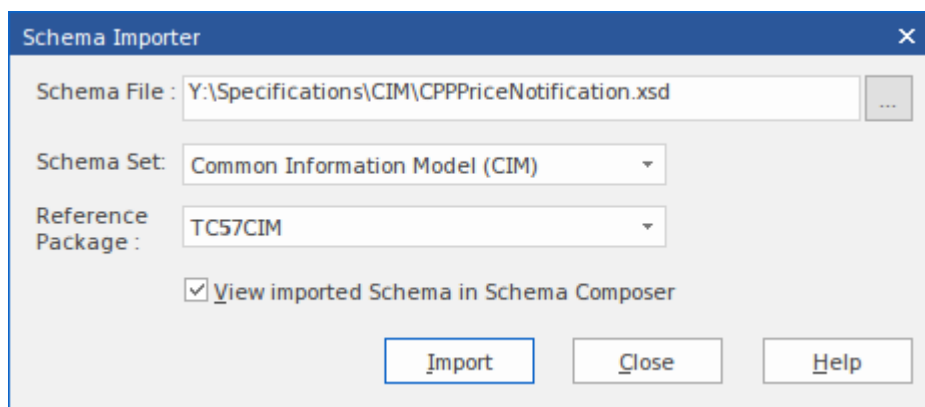 Schema Importer
Schema File : Y:\Specifications\CIM\CPPPriceNotification.xsd ...
Schema Set: Common Information Model (CIM)
Reference
Package : TC57CIM
View imported Schema in Schema Composer
Import Close Help